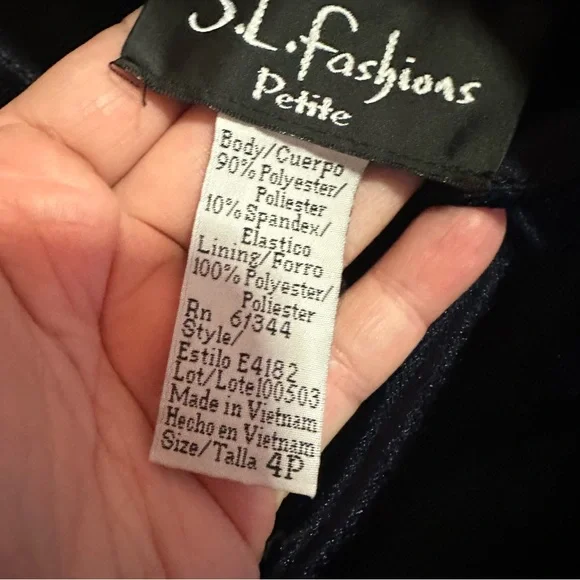 S.L. Fashions
Petite
Body/Cuerpo
90% Polyester/
Poliester
10% Spandex/
Elastico
Lining/Forro
100% Polyester/
Poliester
Rn 61344
Style/
Estilo E4182
Lot/Lote100503
Made in Vietnam
Hecho en Vietnam
Size/Talla 4P